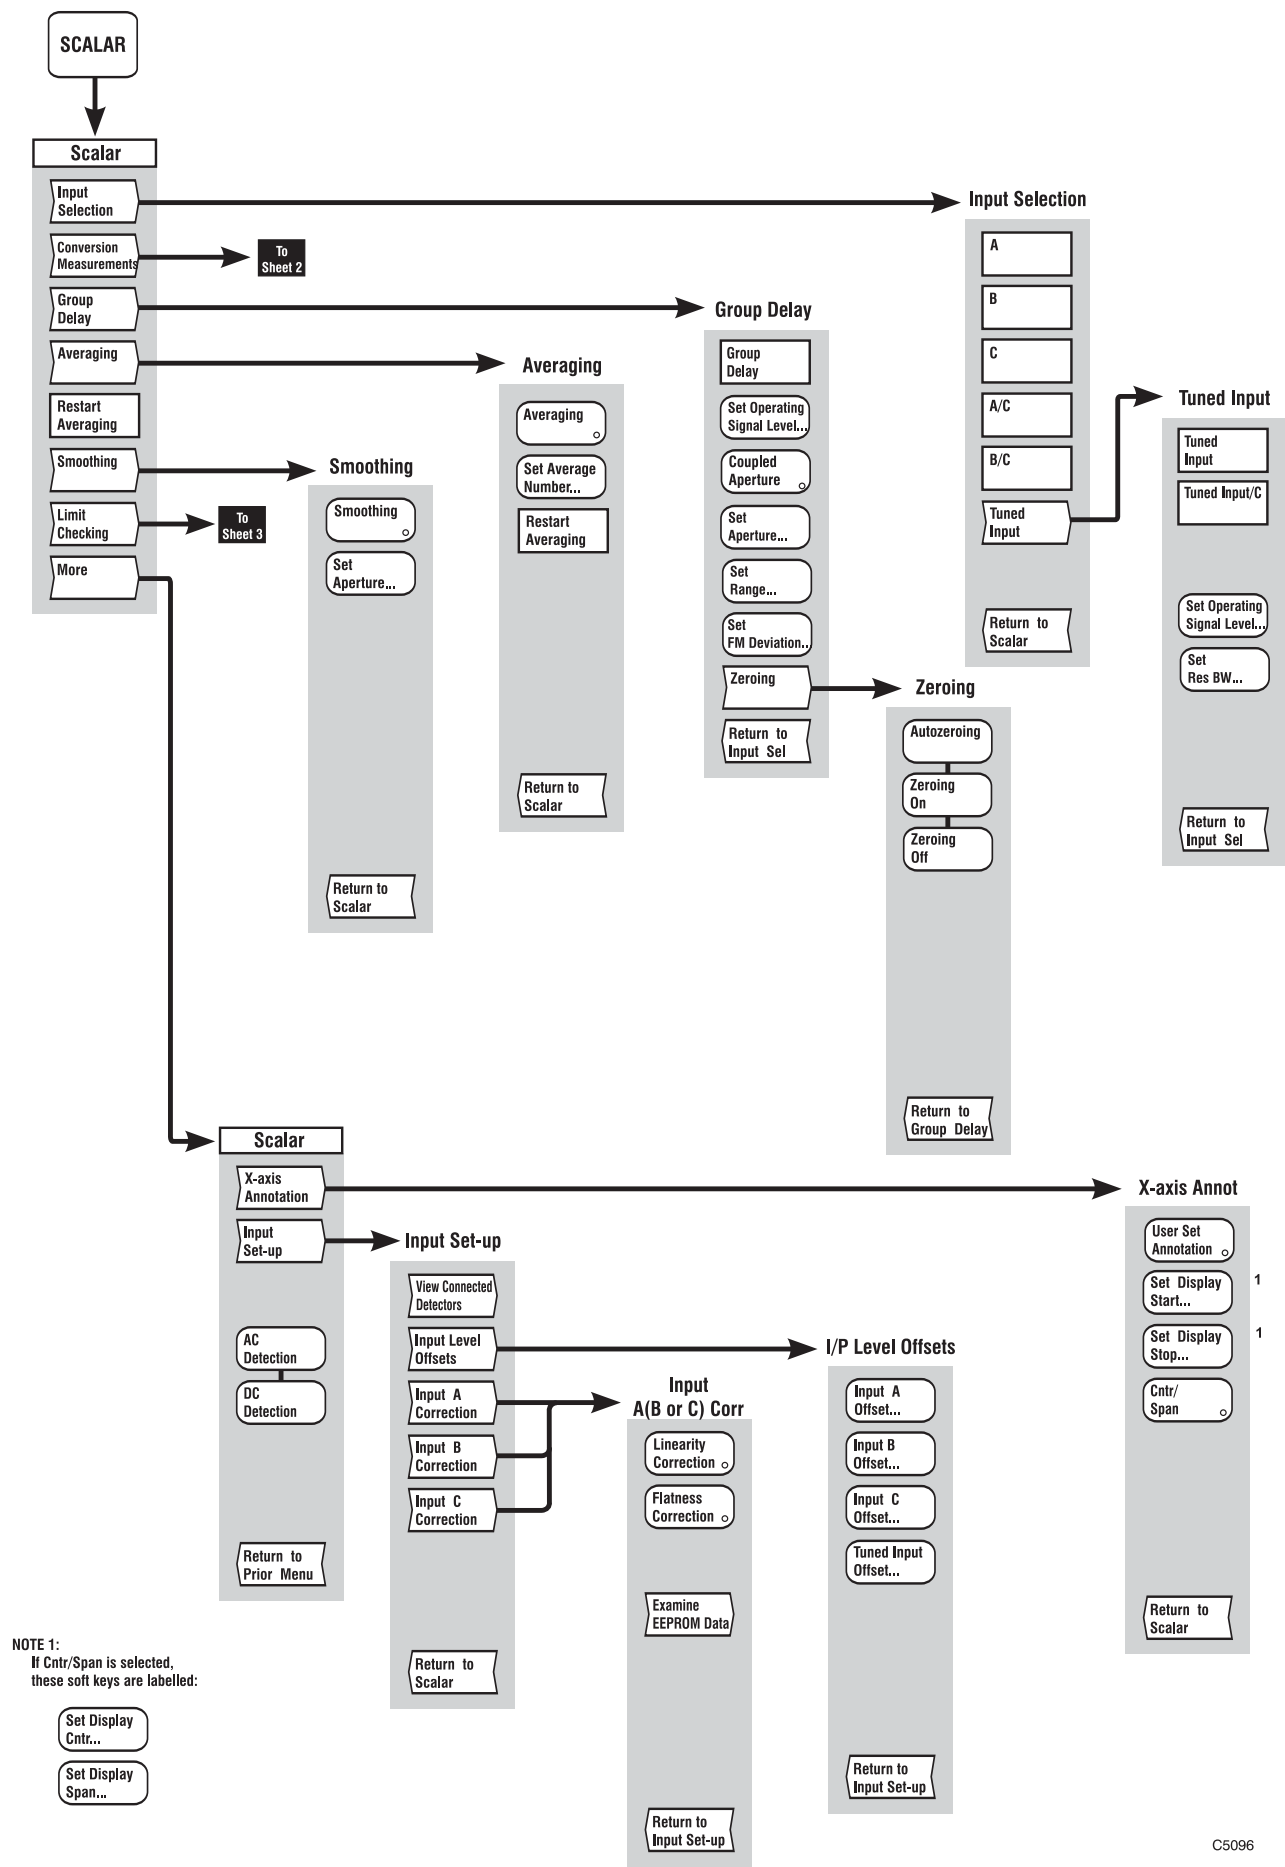 SCALAR
Scalar
Input
Selection
Conversion
Measurements
To
Sheet 2
Group
Delay
Averaging
Restart
Averaging
Smoothing
Limit
Checking
To
Sheet 3
More
Smoothing
Smoothing
Set
Aperture...
Return to
Scalar
Averaging
Averaging
Set Average
Number...
Restart
Averaging
Return to
Scalar
Group Delay
Group
Delay
Set Operating
Signal Level...
Coupled
Aperture
Set
Aperture...
Set
Range...
Set
FM Deviation..
Zeroing
Return to
Input Sel
Zeroing
Autozeroing
Zeroing
On
Zeroing
Off
Return to
Group Delay
Input Selection
A
B
C
A/C
B/C
Tuned
Input
Return to
Scalar
Tuned Input
Tuned
Input
Tuned Input/C
Set Operating
Signal Level...
Set
Res BW...
Return to
Input Sel
Scalar
X-axis
Annotation
Input
Set-up
AC
Detection
DC
Detection
Return to
Prior Menu
Input Set-up
View Connected
Detectors
Input Level
Offsets
Input A
Correction
Input B
Correction
Input C
Correction
Return to
Scalar
Input
A(B or C) Corr
Linearity
Correction
Flatness
Correction
Examine
EEPROM Data
Return to
Input Set-up
I/P Level Offsets
Input A
Offset...
Input B
Offset...
Input C
Offset...
Tuned Input
Offset...
Return to
Input Set-up
X-axis Annot
User Set
Annotation
Set Display
Start...
1
Set Display
Stop...
1
Cntr/
Span
Return to
Scalar
NOTE 1:
If Cntr/Span is selected,
these soft keys are labelled:
Set Display
Cntr...
Set Display
Span...
C5096